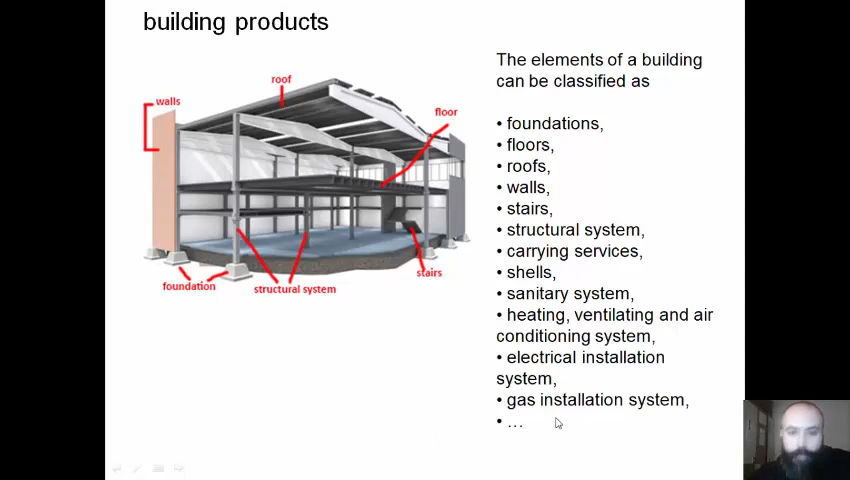 building products
roof
walls
floor
foundation
structural system
stairs
The elements of a building
can be classified as
• foundations,
• floors,
• roofs,
• walls,
• stairs,
• structural system,
• carrying services,
• shells,
• sanitary system,
• heating, ventilating and air
conditioning system,
• electrical installation
system,
• gas installation system,
• ...